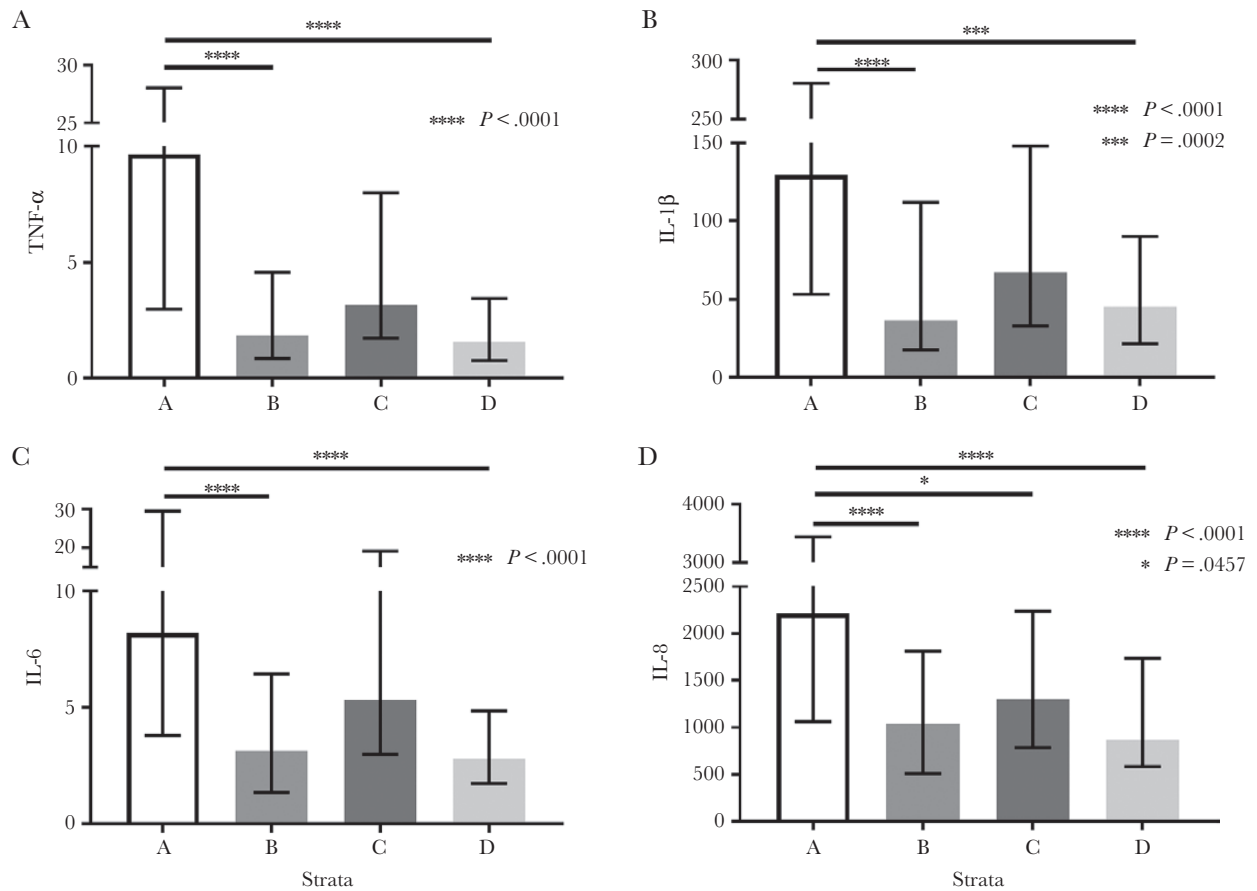 A
****
****
30
25
10
5
0
TNF-α
**** P < .0001
A B C D
B
***
****
300
250
150
100
50
0
IL-1β
**** P < .0001
*** P = .0002
A B C D
C
****
****
30
20
10
5
0
IL-6
**** P < .0001
A B C D
Strata
D
****
*
****
4000
3000
2500
2000
1500
1000
500
0
IL-8
**** P < .0001
* P = .0457
A B C D
Strata